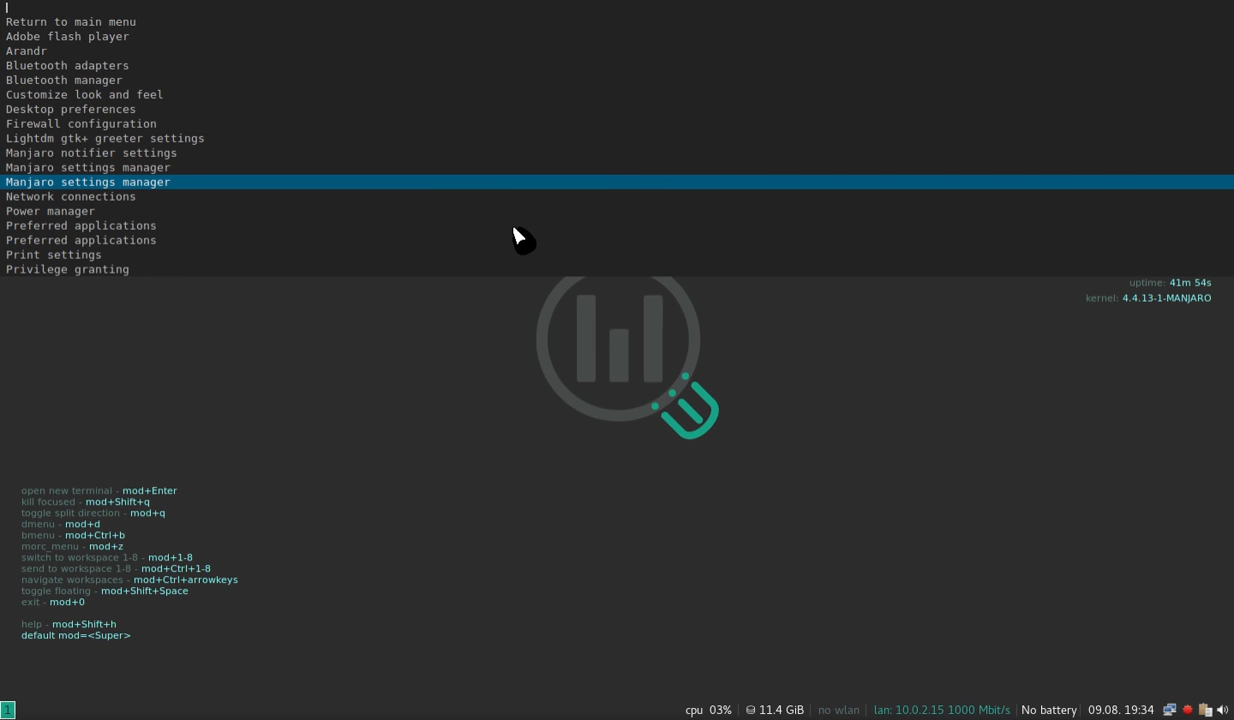 Return to main menu
Adobe flash player
Arandr
Bluetooth adapters
Bluetooth manager
Customize look and feel
Desktop preferences
Firewall configuration
Lightdm gtk+ greeter settings
Manjaro notifier settings
Manjaro settings manager
Manjaro settings manager
Network connections
Power manager
Preferred applications
Preferred applications
Print settings
Privilege granting
uptime: 41m 54s
kernel: 4.4.13-1-MANJARO
open new terminal - mod+Enter
kill focused - mod+Shift+q
toggle split direction - mod+q
dmenu - mod+d
bmenu - mod+Ctrl+b
morc_menu - mod+z
switch to workspace 1-8 - mod+1-8
send to workspace 1-8 - mod+Ctrl+1-8
navigate workspaces - mod+Ctrl+arrowkeys
toggle floating - mod+Shift+Space
exit - mod+0
help - mod+Shift+h
default mod=<Super>
1 cpu 03% | 11.4 GiB | no wlan | lan: 10.0.2.15 1000 Mbit/s | No battery | 09.08. 19:34